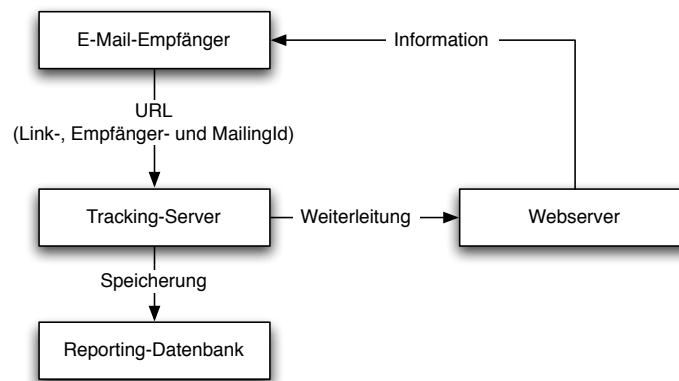 E-Mail-Empfänger
Information
URL
(Link-, Empfänger- und MailingId)
Tracking-Server
Weiterleitung
Webserver
Speicherung
Reporting-Datenbank